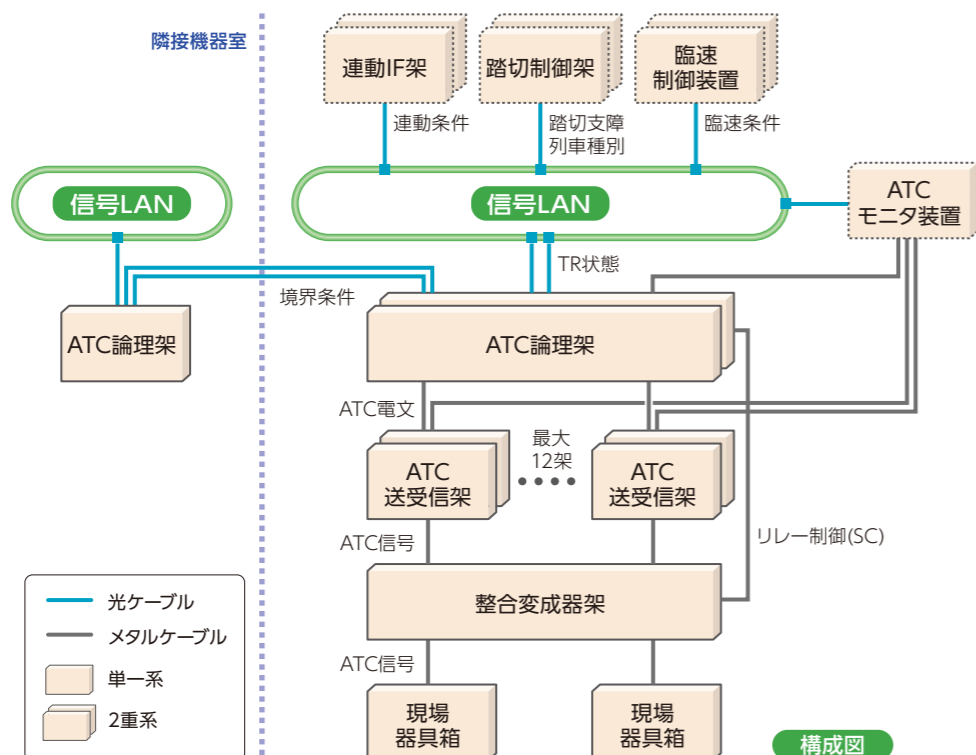 隣接機器室
連動IF架
踏切制御架
臨速
制御装置
連動条件
踏切支障
列車種別
臨速条件
信号LAN
信号LAN
ATC
モニタ装置
TR状態
境界条件
ATC論理架
ATC論理架
ATC電文
ATC
送受信架
最大
12架
ATC
送受信架
ATC信号
リレー制御(SC)
整合変成器架
ATC信号
現場
器具箱
現場
器具箱
光ケーブル
メタルケーブル
単一系
2重系
構成図